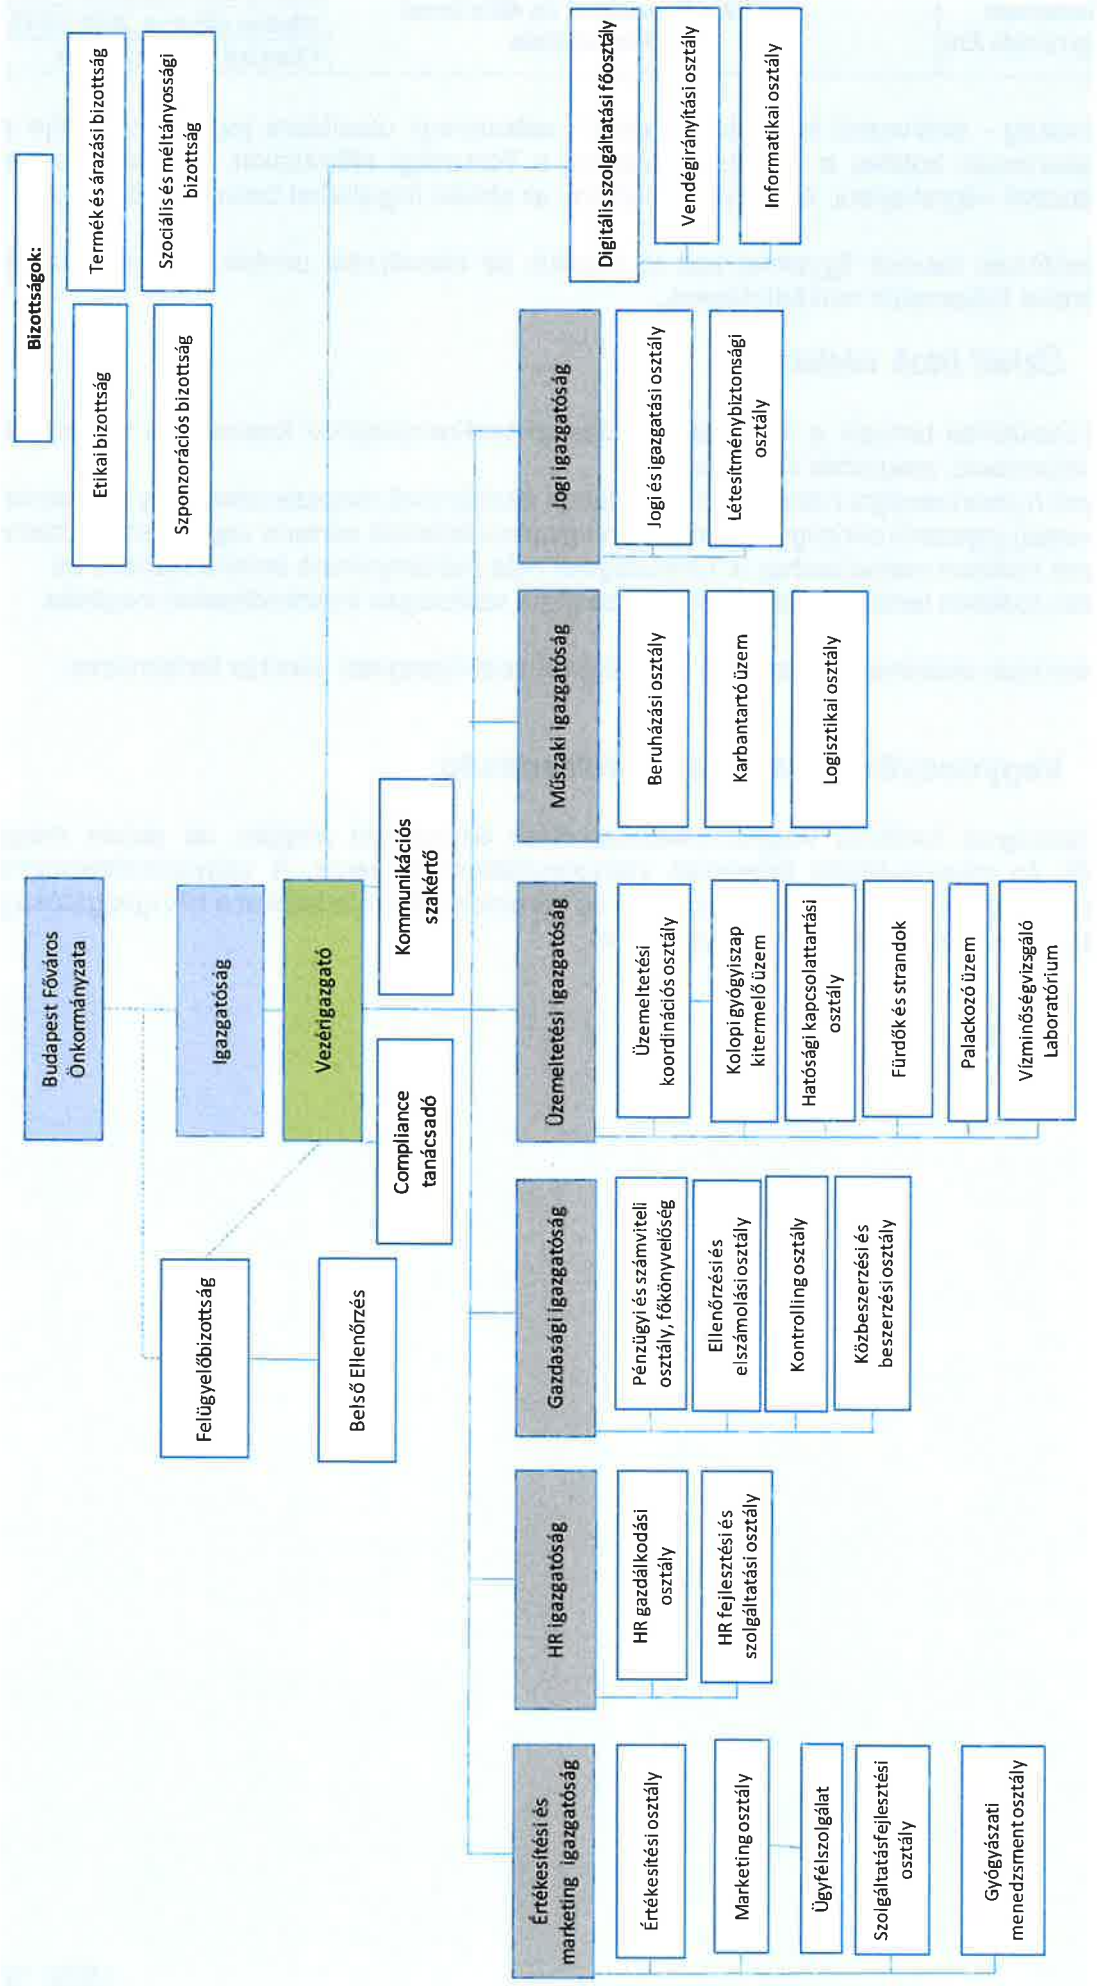 Bizottságok:
Etikai bizottság
Termék és árazási bizottság
Szponzorációs bizottság
Szociális és méltányossági
bizottság
Budapest Főváros
Önkormányzata
Igazgatóság
Vezérigazgató
Felügyelőbizottság
Belső Ellenőrzés
Compliance
tanácsadó
Kommunikációs
szakértő
Értékesítési és
marketing igazgatóság
Értékesítési osztály
Marketing osztály
Ügyfélszolgálat
Szolgáltatásfejlesztési
osztály
Gyógyászati
menedzsment osztály
HR igazgatóság
HR gazdálkodási
osztály
HR fejlesztési és
szolgáltatási osztály
Gazdasági igazgatóság
Pénzügyi és számviteli
osztály, főkönyvelőség
Ellenőrzési és
elszámolási osztály
Kontrolling osztály
Közbeszerzési és
beszerzési osztály
Üzemeltetési igazgatóság
Üzemeltetési
koordinációs osztály
Kolopi gyógyiszap
kitermelő üzem
Hatósági kapcsolattartási
osztály
Fürdők és strandok
Palackozó üzem
Vízminőségvizsgáló
Laboratórium
Műszaki igazgatóság
Beruházási osztály
Karbantartó üzem
Logisztikai osztály
Jogi igazgatóság
Jogi és igazgatási osztály
Létesítménybiztonsági
osztály
Digitális szolgáltatási főosztály
Vendégirányítási osztály
Informatikai osztály